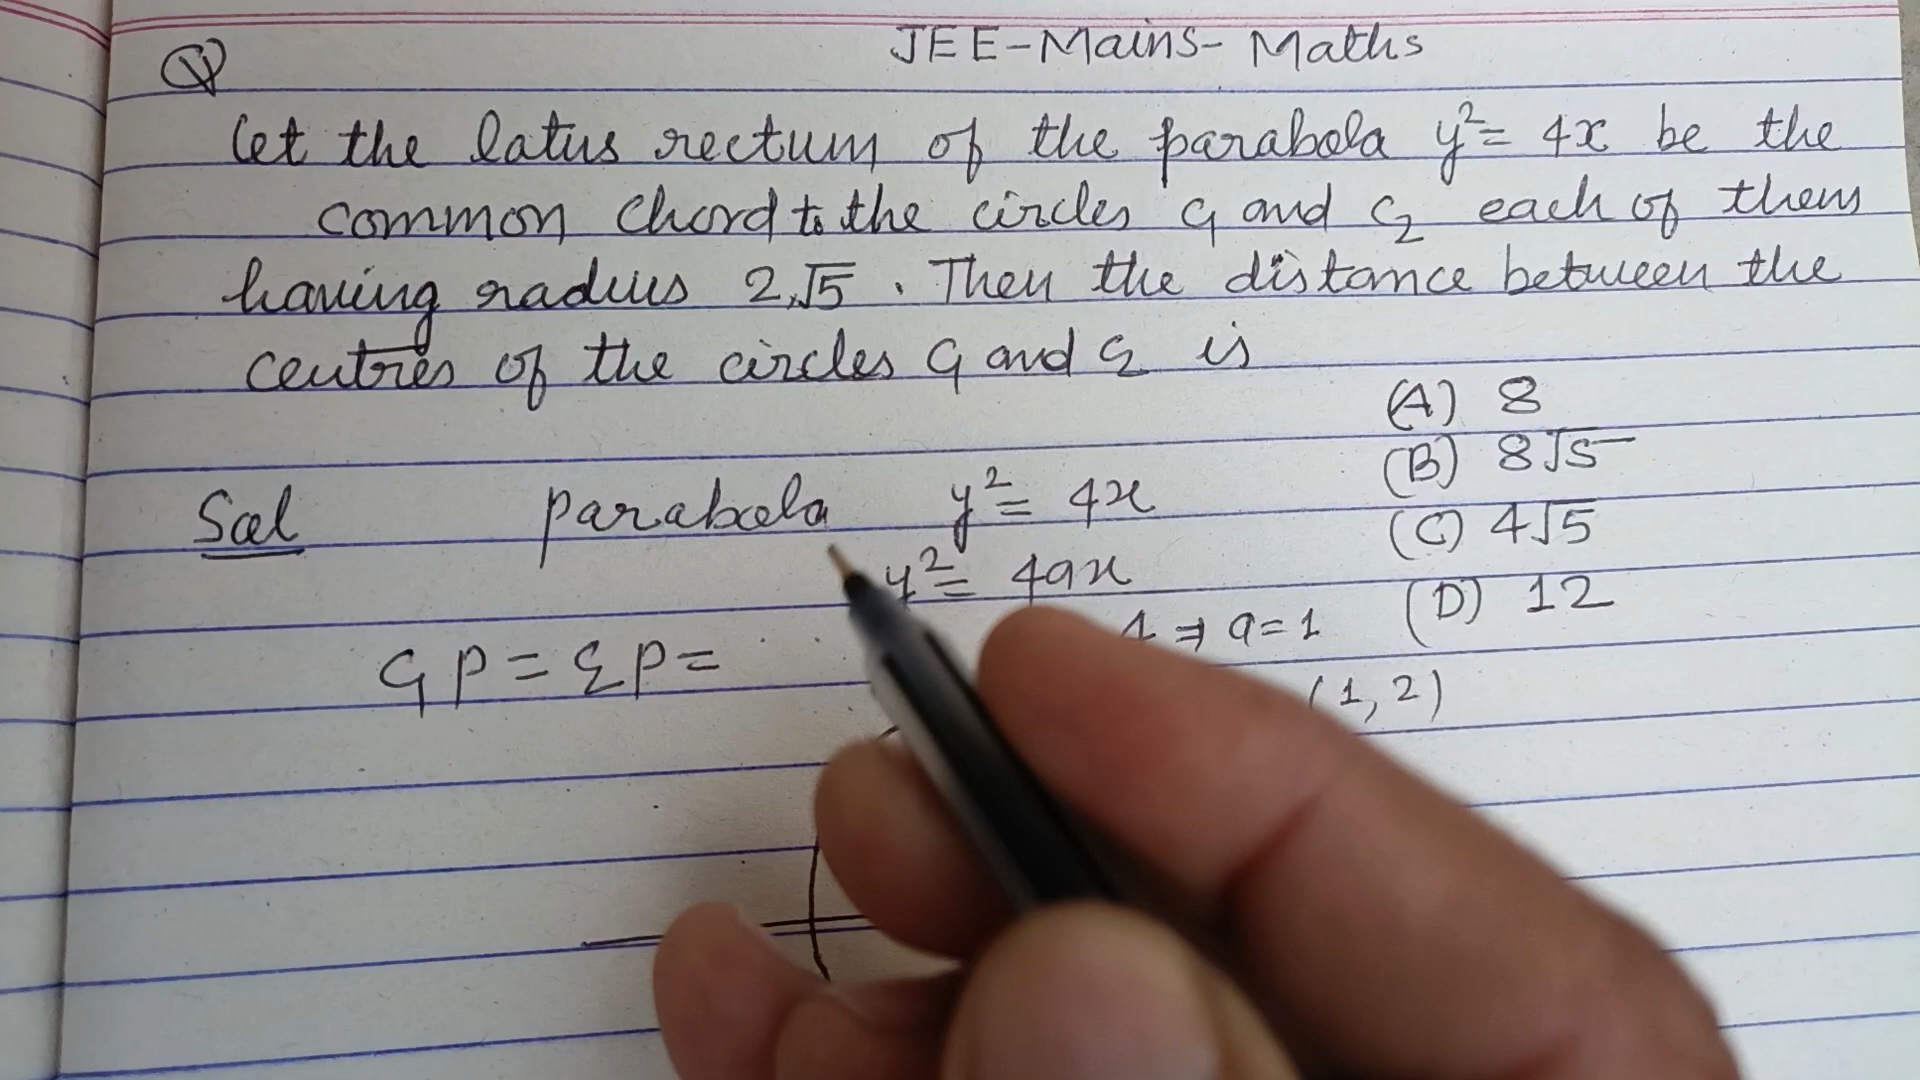 Q
JEE-Mains-Maths
Let the latus rectum of the parabola y²= 4x be the
common chord to the circles C₁ and C₂ each of them
having radius 2√5. Then the distance between the
centres of the circles C₁ and C₂ is
(A) 8
(B) 8√5
(C) 4√5
(D) 12
Sol parabola y²= 4x
y²= 4ax
4 ⇒ a=1
C₁P = C₂P =
(1,2)